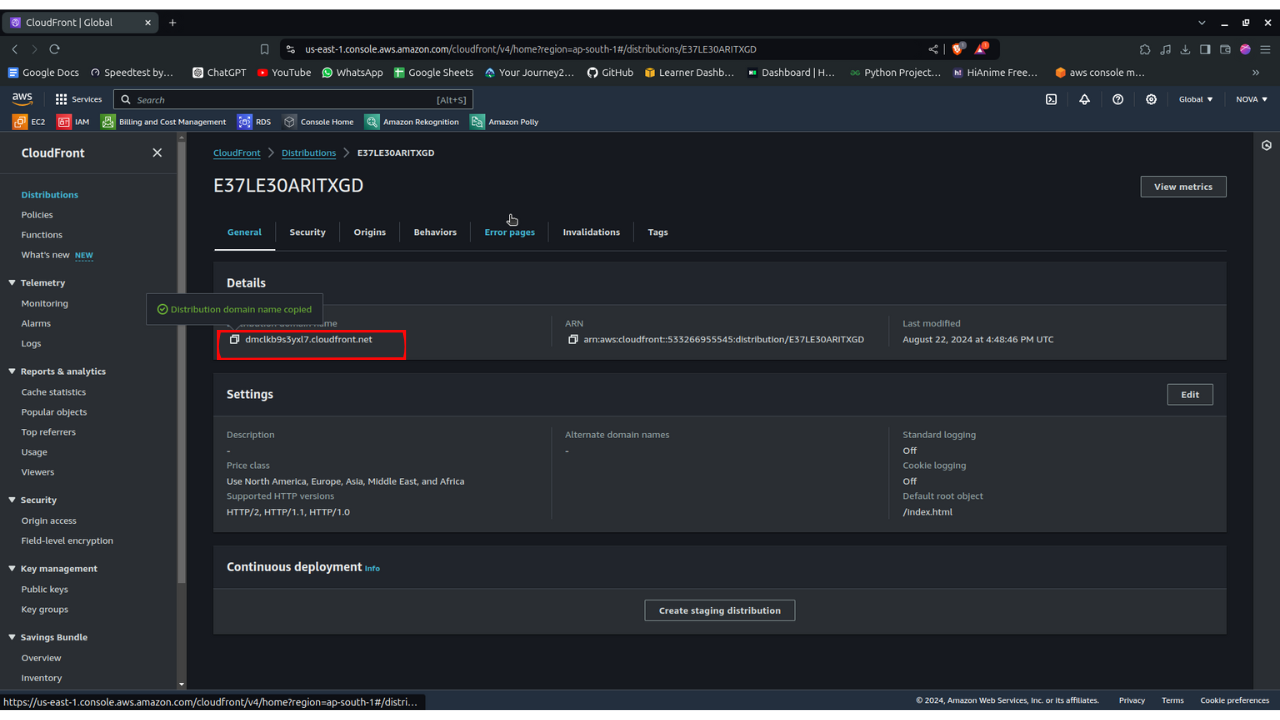 CloudFront | Global
us-east-1.console.aws.amazon.com/cloudfront/v4/home?region=ap-south-1#/distributions/E37LE30ARITXGD
Google Docs Speedtest by... ChatGPT YouTube WhatsApp Google Sheets Your Journey2... GitHub Learner Dashb... Dashboard | H... Python Project... HiAnime Free... aws console m...
aws Services Search [Alt+S] Global NOVA
EC2 IAM Billing and Cost Management RDS Console Home Amazon Rekognition Amazon Polly
CloudFront
Distributions
Policies
Functions
What's new NEW
Telemetry
Monitoring
Alarms
Logs
Reports & analytics
Cache statistics
Popular objects
Top referrers
Usage
Viewers
Security
Origin access
Field-level encryption
Key management
Public keys
Key groups
Savings Bundle
Overview
Inventory
CloudFront > Distributions > E37LE30ARITXGD
E37LE30ARITXGD
View metrics
General Security Origins Behaviors Error pages Invalidations Tags
Details
Distribution domain name copied
name
dmclkb9s3yxl7.cloudfront.net
ARN
arn:aws:cloudfront::533266955545:distribution/E37LE30ARITXGD
Last modified
August 22, 2024 at 4:48:46 PM UTC
Settings
Edit
Description
-
Price class
Use North America, Europe, Asia, Middle East, and Africa
Supported HTTP versions
HTTP/2, HTTP/1.1, HTTP/1.0
Alternate domain names
-
Standard logging
Off
Cookie logging
Off
Default root object
/index.html
Continuous deployment Info
Create staging distribution
https://us-east-1.console.aws.amazon.com/cloudfront/v4/home?region=ap-south-1#/distri...
© 2024, Amazon Web Services, Inc. or its affiliates. Privacy Terms Cookie preferences